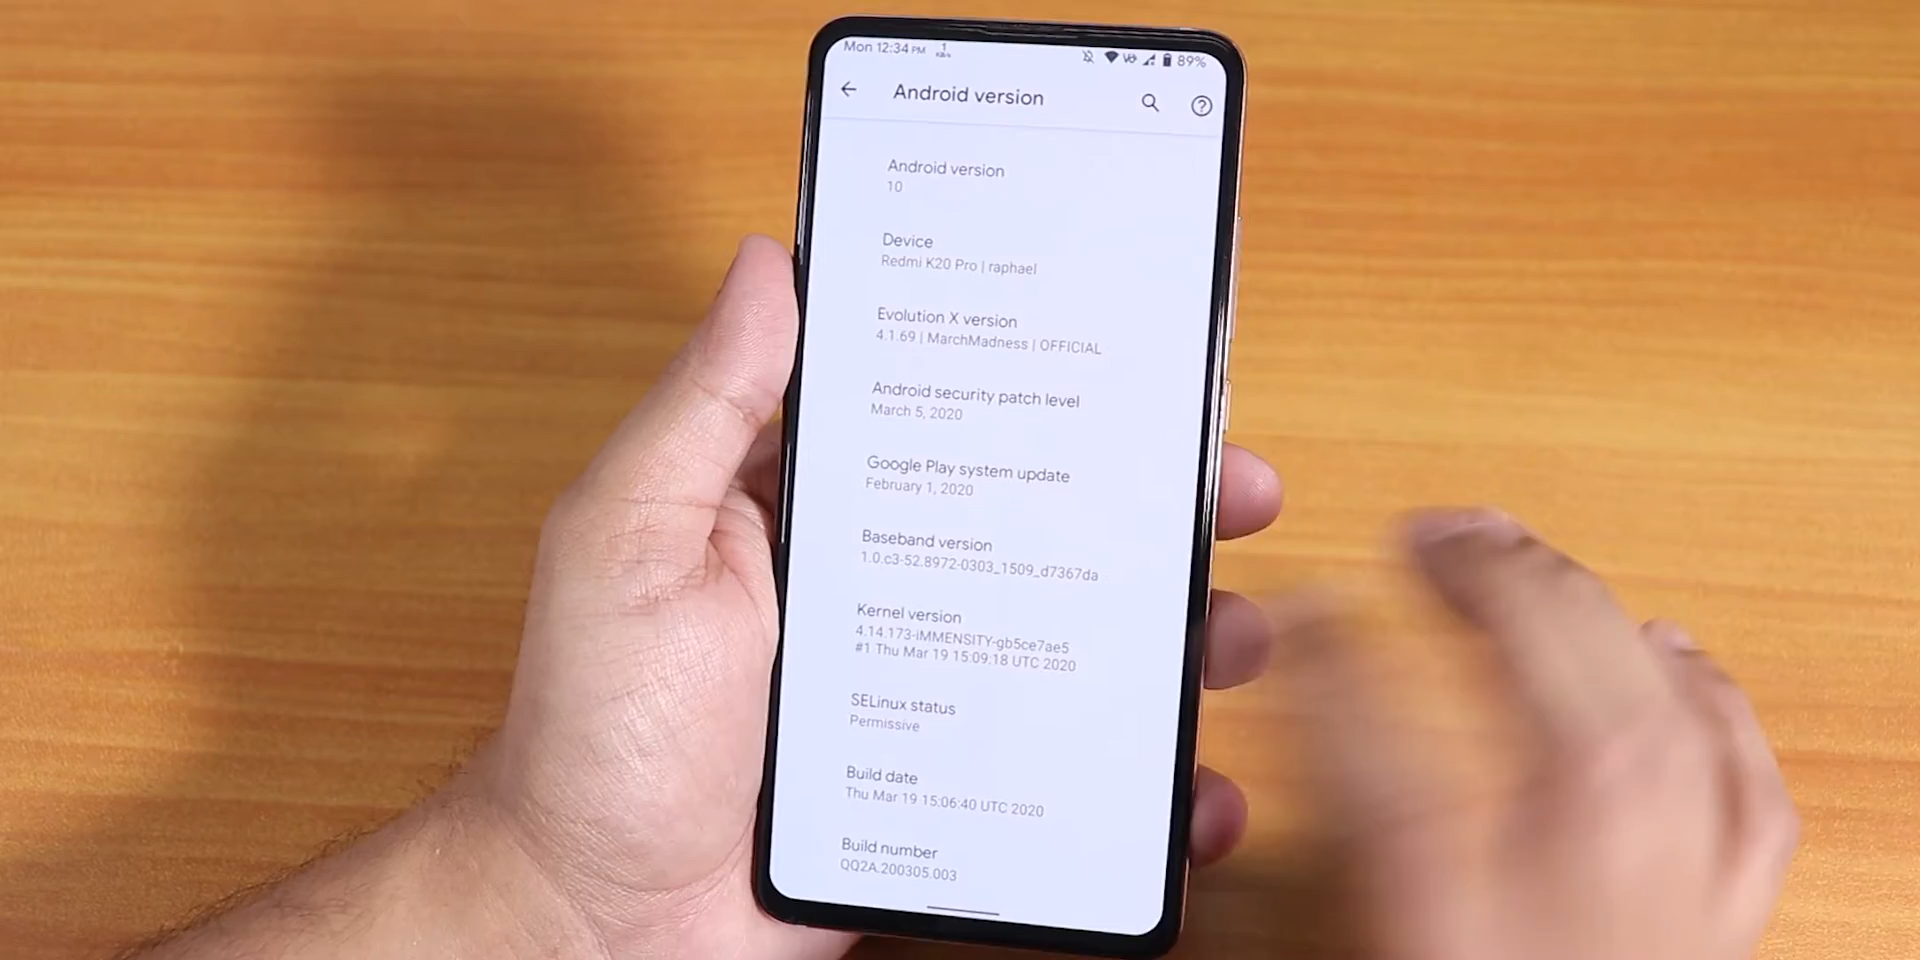 Mon 12:34 PM 89%
Android version
Android version
10
Device
Redmi K20 Pro | raphael
Evolution X version
4.1.69 | MarchMadness | OFFICIAL
Android security patch level
March 5, 2020
Google Play system update
February 1, 2020
Baseband version
1.0.c3-52.8972-0303_1509_d7367da
Kernel version
4.14.173-iMMENSITY-gb5ce7ae5
#1 Thu Mar 19 15:09:18 UTC 2020
SELinux status
Permissive
Build date
Thu Mar 19 15:06:40 UTC 2020
Build number
QQ2A.200305.003